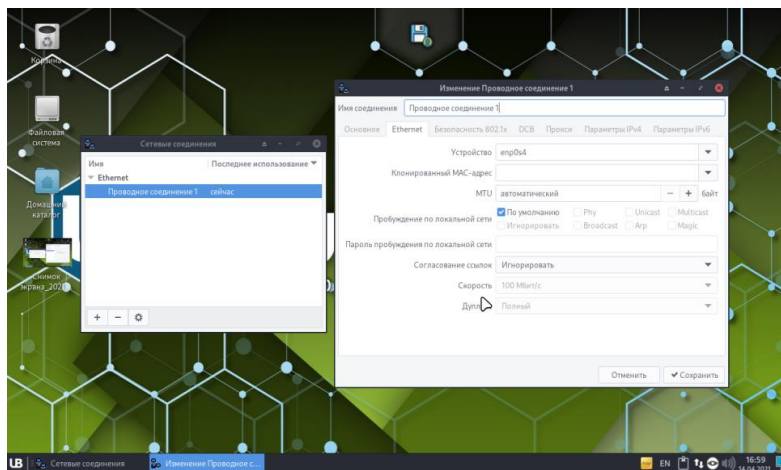 Корзина
Файловая
система
Домашний
каталог
Снимок
Сетевые соединения
Имя
Последнее использование
Ethernet
Проводное соединение 1
сейчас
Изменение Проводное соединение 1
Имя соединения
Проводное соединение 1
Основное
Ethernet
Безопасность 802.1x
DCB
Прокси
Параметры IPv4
Параметры IPv6
Устройство
enp0s4
Клонированный MAC-адрес
MTU
автоматический
− + байт
Пробуждение по локальной сети
По умолчанию
Phy
Unicast
Multicast
Игнорировать
Broadcast
Arp
Magic
Пароль пробуждения по локальной сети
Согласование ссылок
Игнорировать
Скорость
100 Мбит/с
Полный
Отменить
Сохранить
UB
Сетевые соединения
Изменение Проводное с...
EN
16:59